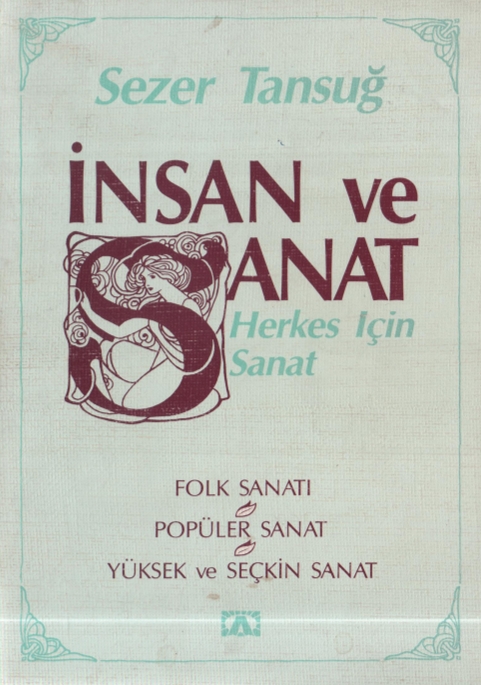 Sezer Tansuğ
İNSAN ve
SANAT
Herkes İçin
Sanat
FOLK SANATI
POPÜLER SANAT
YÜKSEK ve SEÇKİN SANAT
A